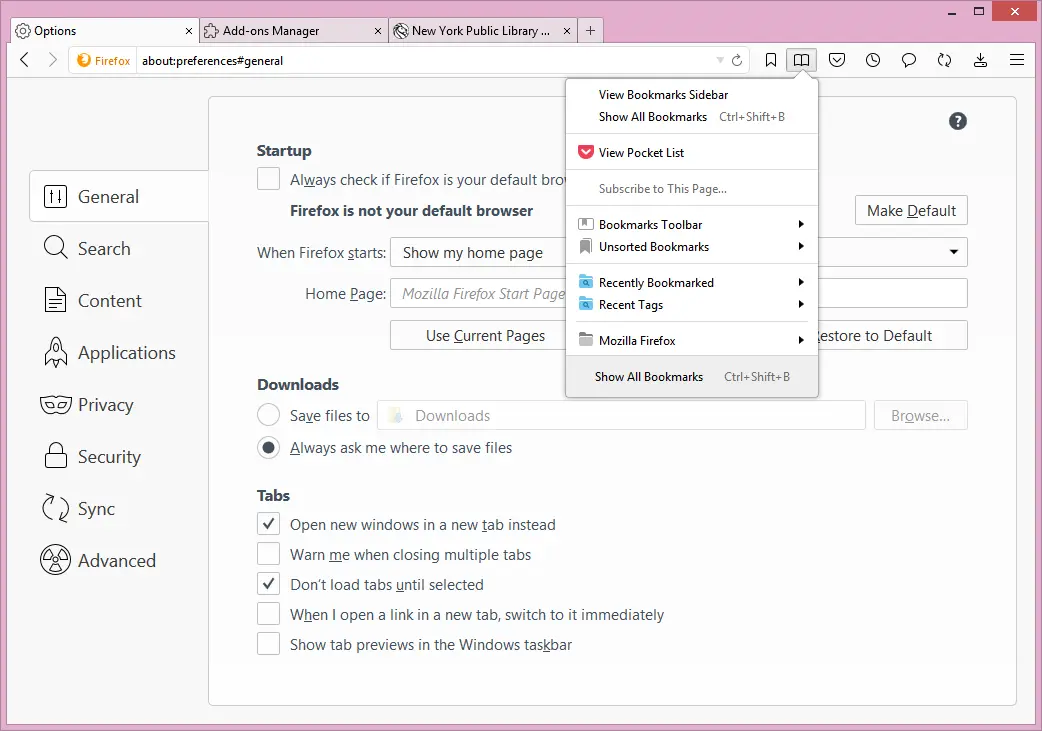 Options
Add-ons Manager
New York Public Library ...
Firefox
about:preferences#general
View Bookmarks Sidebar
Show All Bookmarks Ctrl+Shift+B
View Pocket List
Subscribe to This Page...
Bookmarks Toolbar
Unsorted Bookmarks
Recently Bookmarked
Recent Tags
Mozilla Firefox
Show All Bookmarks Ctrl+Shift+B
General
Search
Content
Applications
Privacy
Security
Sync
Advanced
Startup
Always check if Firefox is your default
Firefox is not your default browser
Make Default
When Firefox starts: Show my home page
Home Page: Mozilla Firefox Start Page
Use Current Pages
to Default
Downloads
Save files to Downloads Browse...
Always ask me where to save files
Tabs
Open new windows in a new tab instead
Warn me when closing multiple tabs
Don't load tabs until selected
When I open a link in a new tab, switch to it immediately
Show tab previews in the Windows taskbar